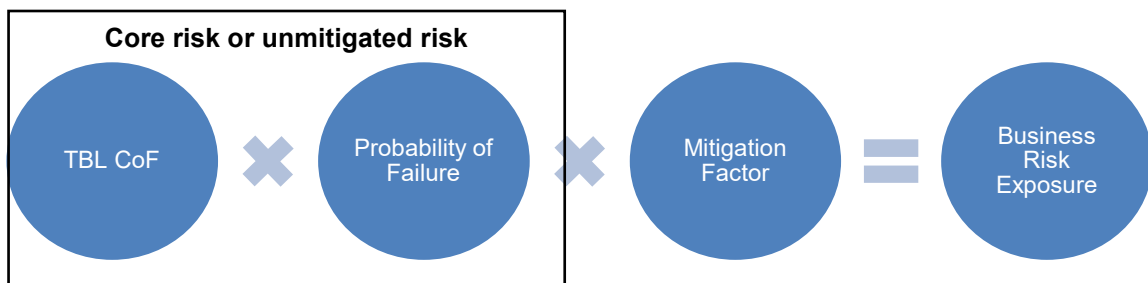 Core risk or unmitigated risk
TBL CoF
Probability of
Failure
Mitigation
Factor
Business
Risk
Exposure